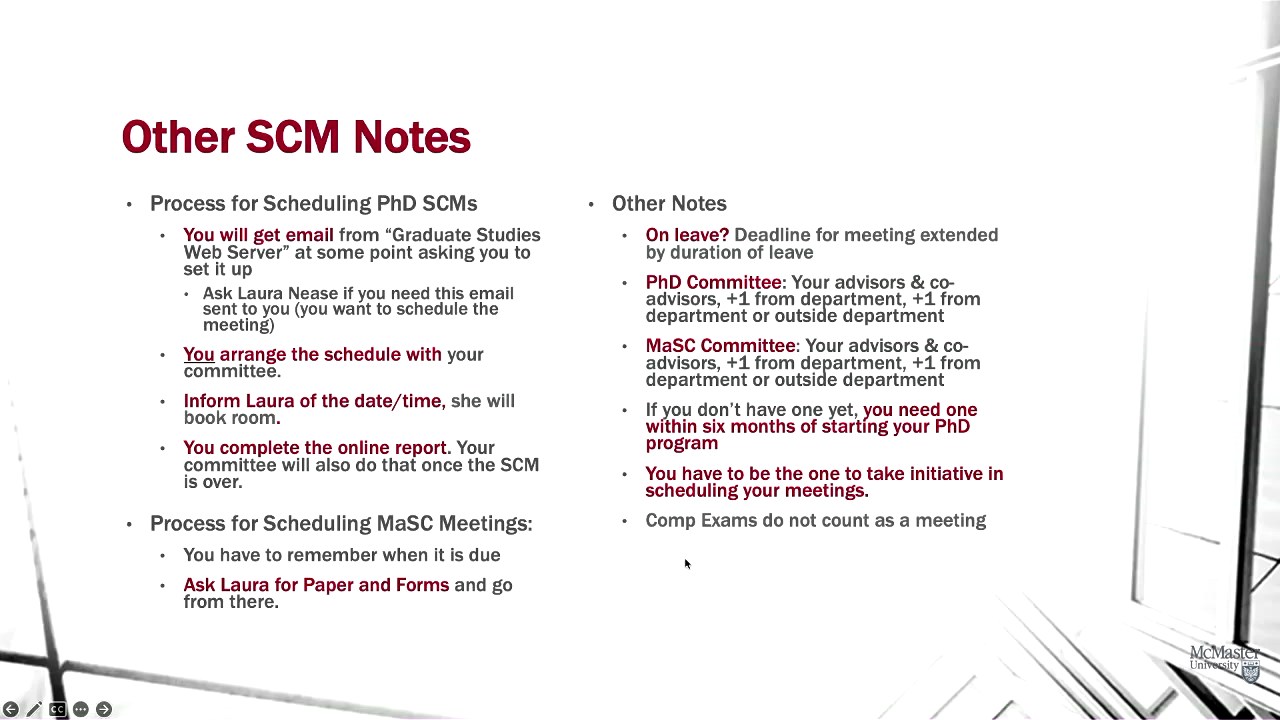 Other SCM Notes
• Process for Scheduling PhD SCMs
• You will get email from “Graduate Studies
Web Server” at some point asking you to
set it up
• Ask Laura Nease if you need this email
sent to you (you want to schedule the
meeting)
• You arrange the schedule with your
committee.
• Inform Laura of the date/time, she will
book room.
• You complete the online report. Your
committee will also do that once the SCM
is over.
• Process for Scheduling MaSC Meetings:
• You have to remember when it is due
• Ask Laura for Paper and Forms and go
from there.
• Other Notes
• On leave? Deadline for meeting extended
by duration of leave
• PhD Committee: Your advisors & co-
advisors, +1 from department, +1 from
department or outside department
• MaSC Committee: Your advisors & co-
advisors, +1 from department, +1 from
department or outside department
• If you don’t have one yet, you need one
within six months of starting your PhD
program
• You have to be the one to take initiative in
scheduling your meetings.
• Comp Exams do not count as a meeting
McMaster
University
CC